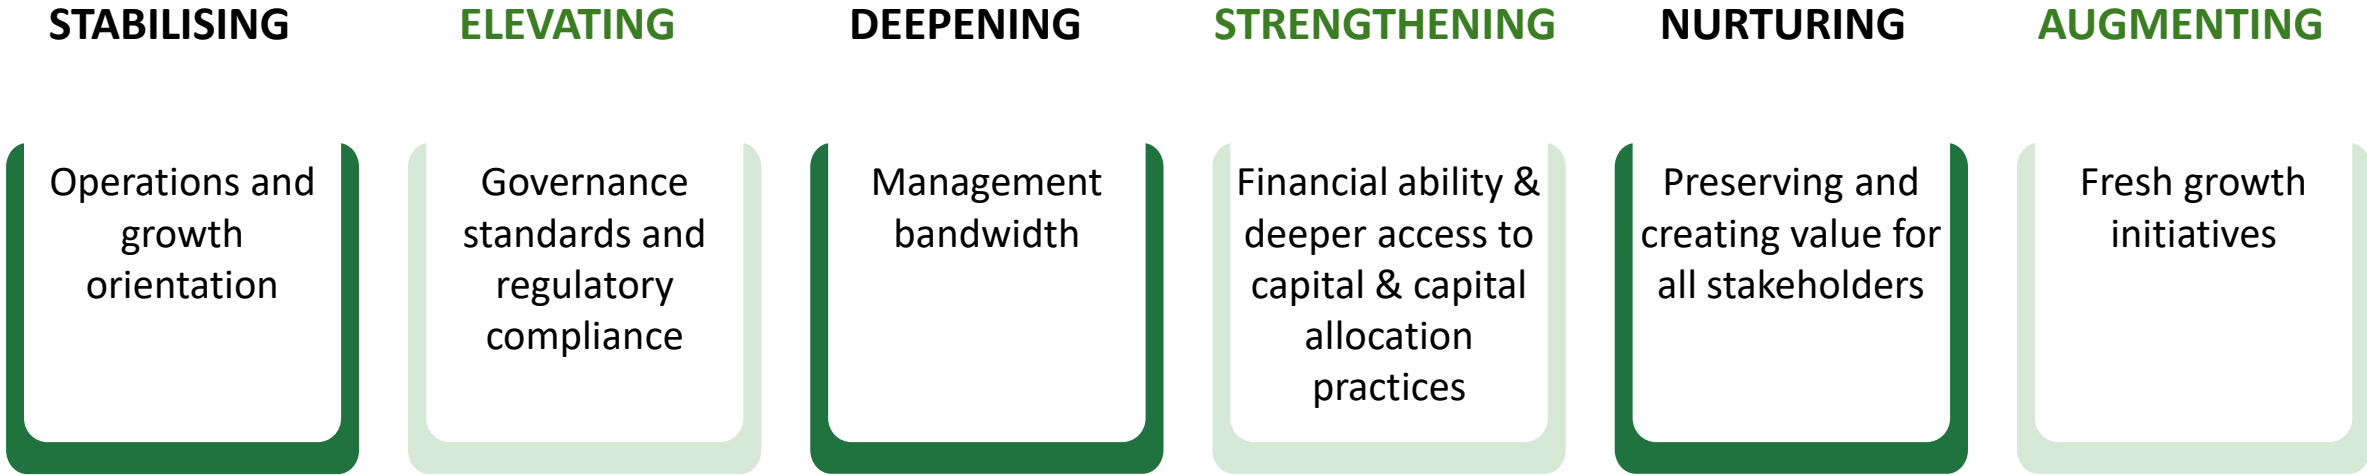 STABILISING
Operations and
growth
orientation
ELEVATING
Governance
standards and
regulatory
compliance
DEEPENING
Management
bandwidth
STRENGTHENING
Financial ability &
deeper access to
capital & capital
allocation
practices
NURTURING
Preserving and
creating value for
all stakeholders
AUGMENTING
Fresh growth
initiatives